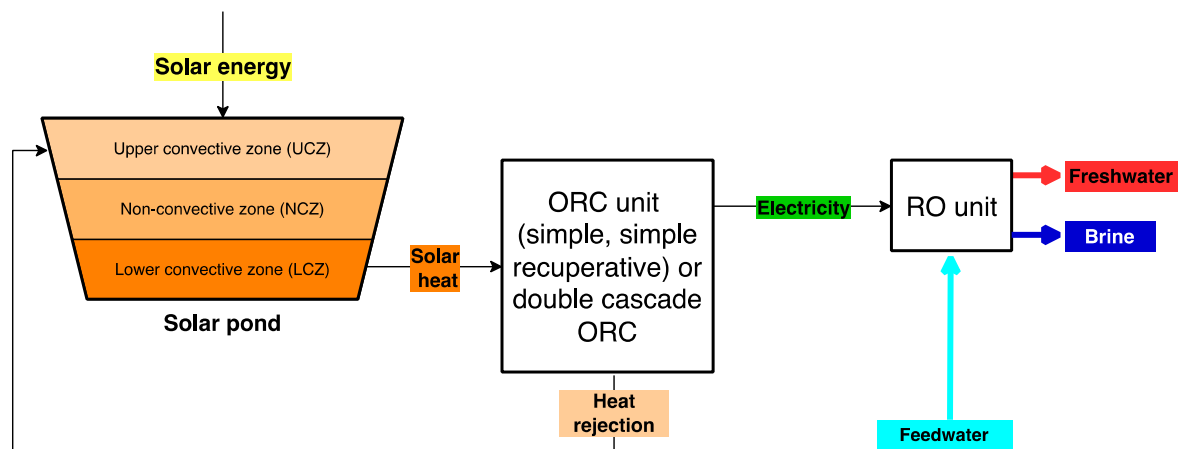 Solar energy
Upper convective zone (UCZ)
Non-convective zone (NCZ)
Lower convective zone (LCZ)
Solar pond
Solar
heat
ORC unit
(simple, simple
recuperative) or
double cascade
ORC
Heat
rejection
Electricity
RO unit
Freshwater
Brine
Feedwater